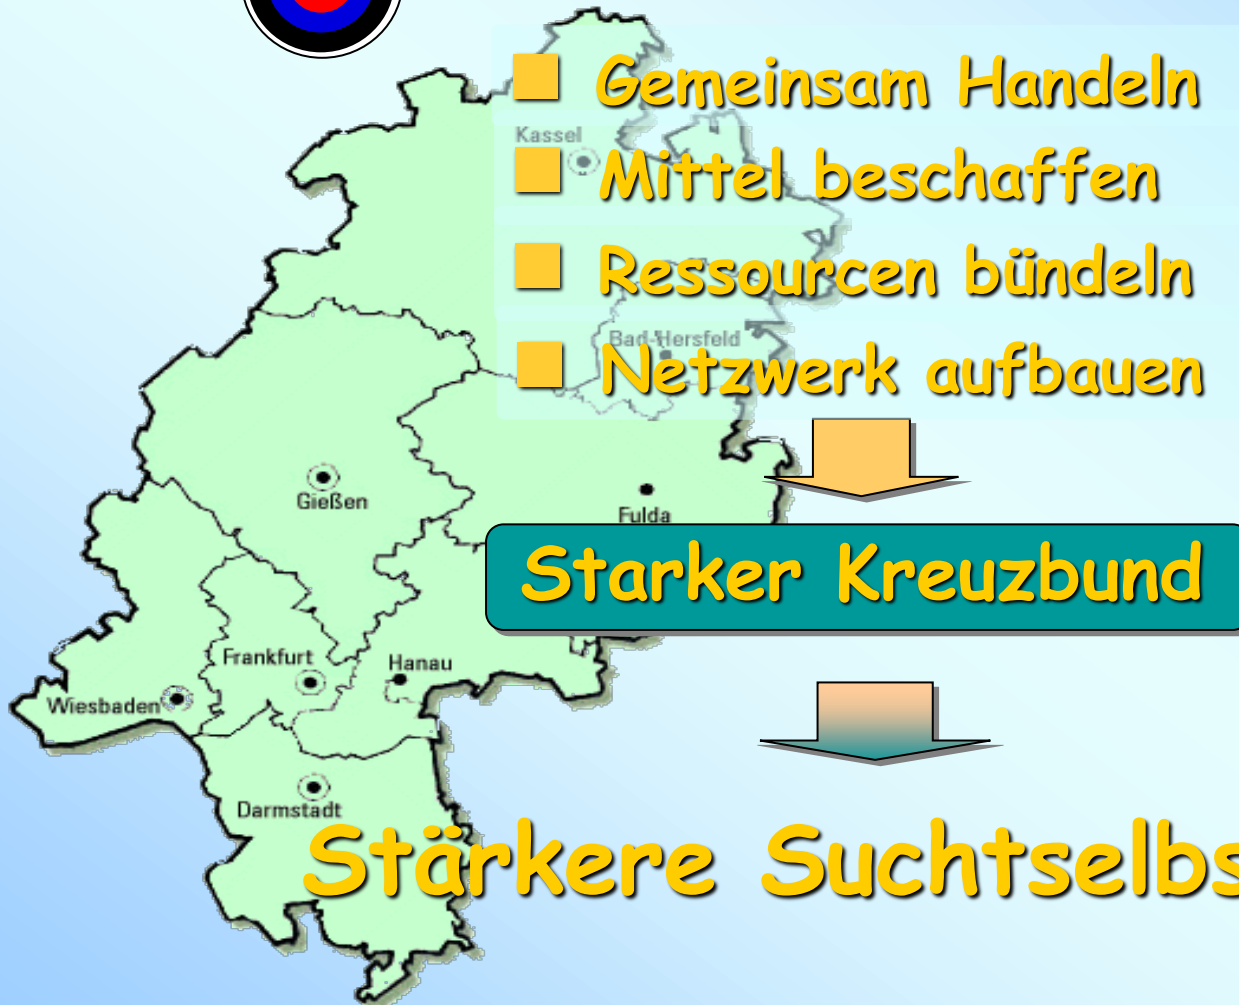 Gemeinsam Handeln
Kassel
Mittel beschaffen
Ressourcen bündeln
Bad-Hersfeld
Netzwerk aufbauen
Gießen
Fulda
Starker Kreuzbund
Frankfurt
Hanau
Wiesbaden
Darmstadt
Stärkere Suchtselbs